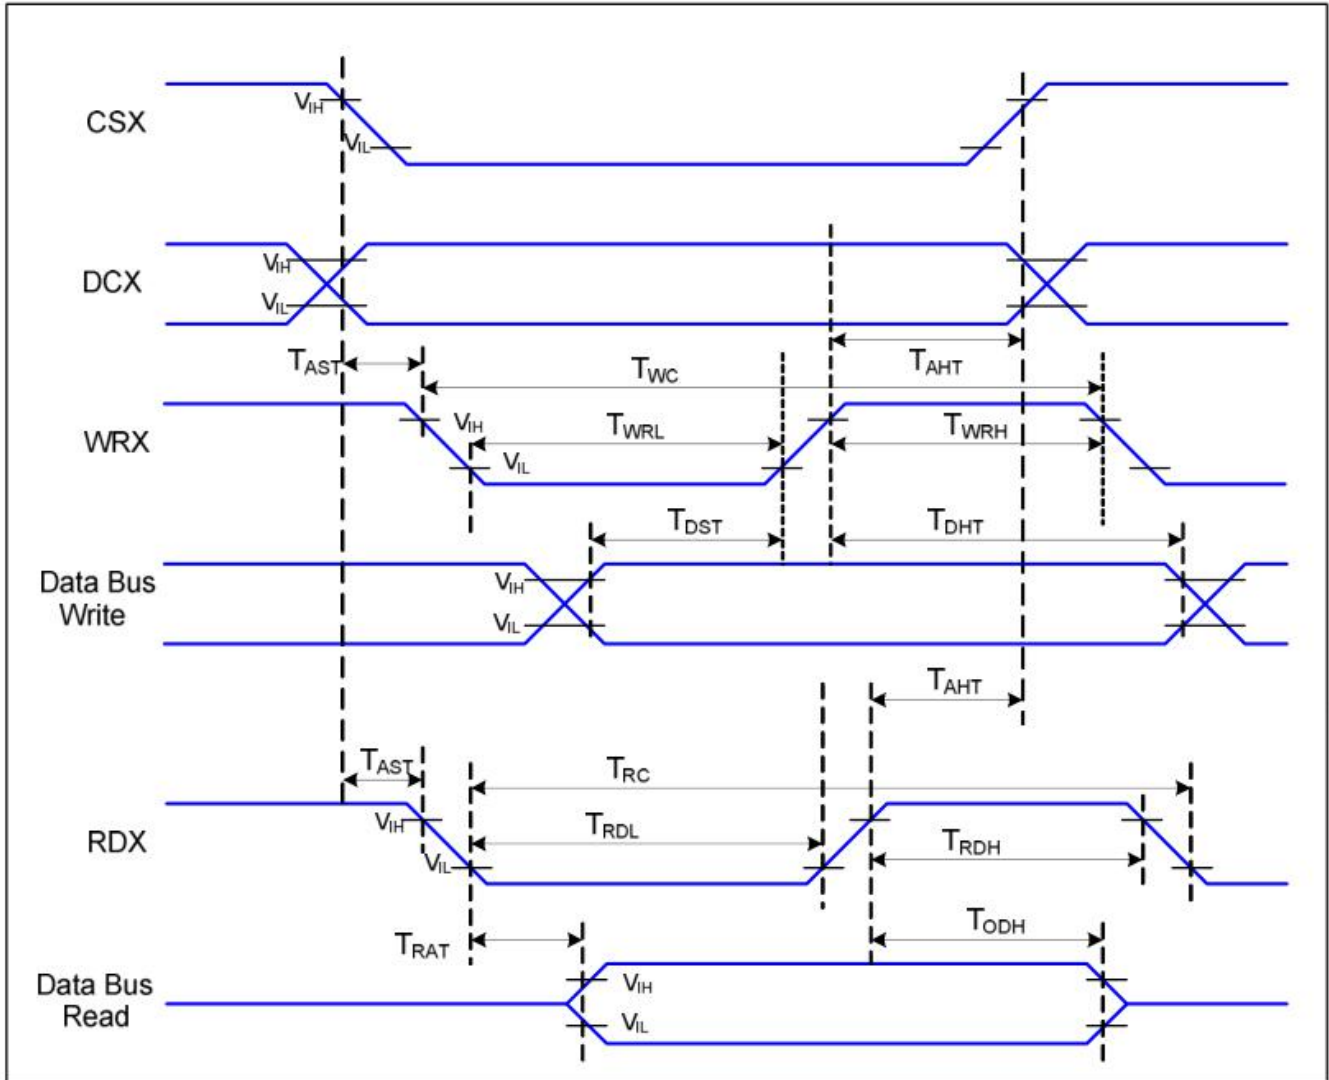 CSX
VIH
VIL
DCX
VIH
VIL
TAST
TWC
TAHT
WRX
VIH
TWRL
TWRH
VIL
TDST
TDHT
Data Bus
Write
VIH
VIL
TAHT
TAST
TRC
RDX
VIH
TRDL
TRDH
VIL
TRAT
TODH
Data Bus
Read
VIH
VIL